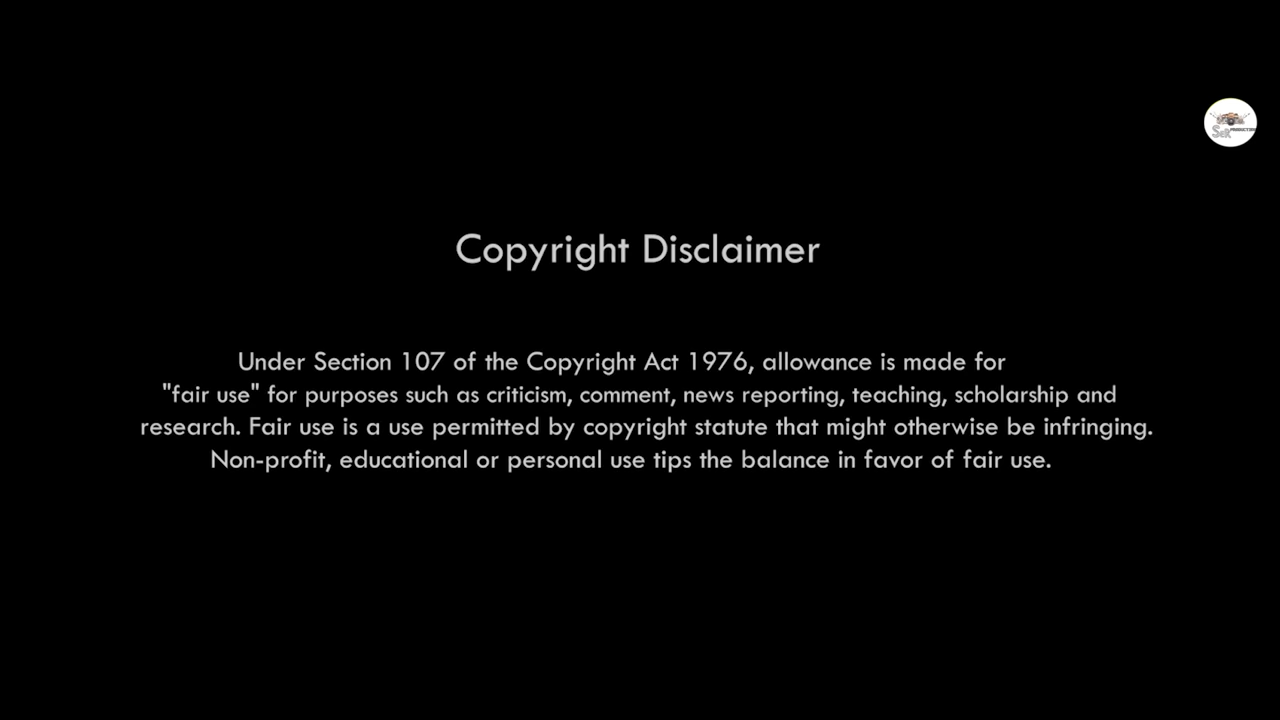 Copyright Disclaimer
Under Section 107 of the Copyright Act 1976, allowance is made for
"fair use" for purposes such as criticism, comment, news reporting, teaching, scholarship and
research. Fair use is a use permitted by copyright statute that might otherwise be infringing.
Non-profit, educational or personal use tips the balance in favor of fair use.